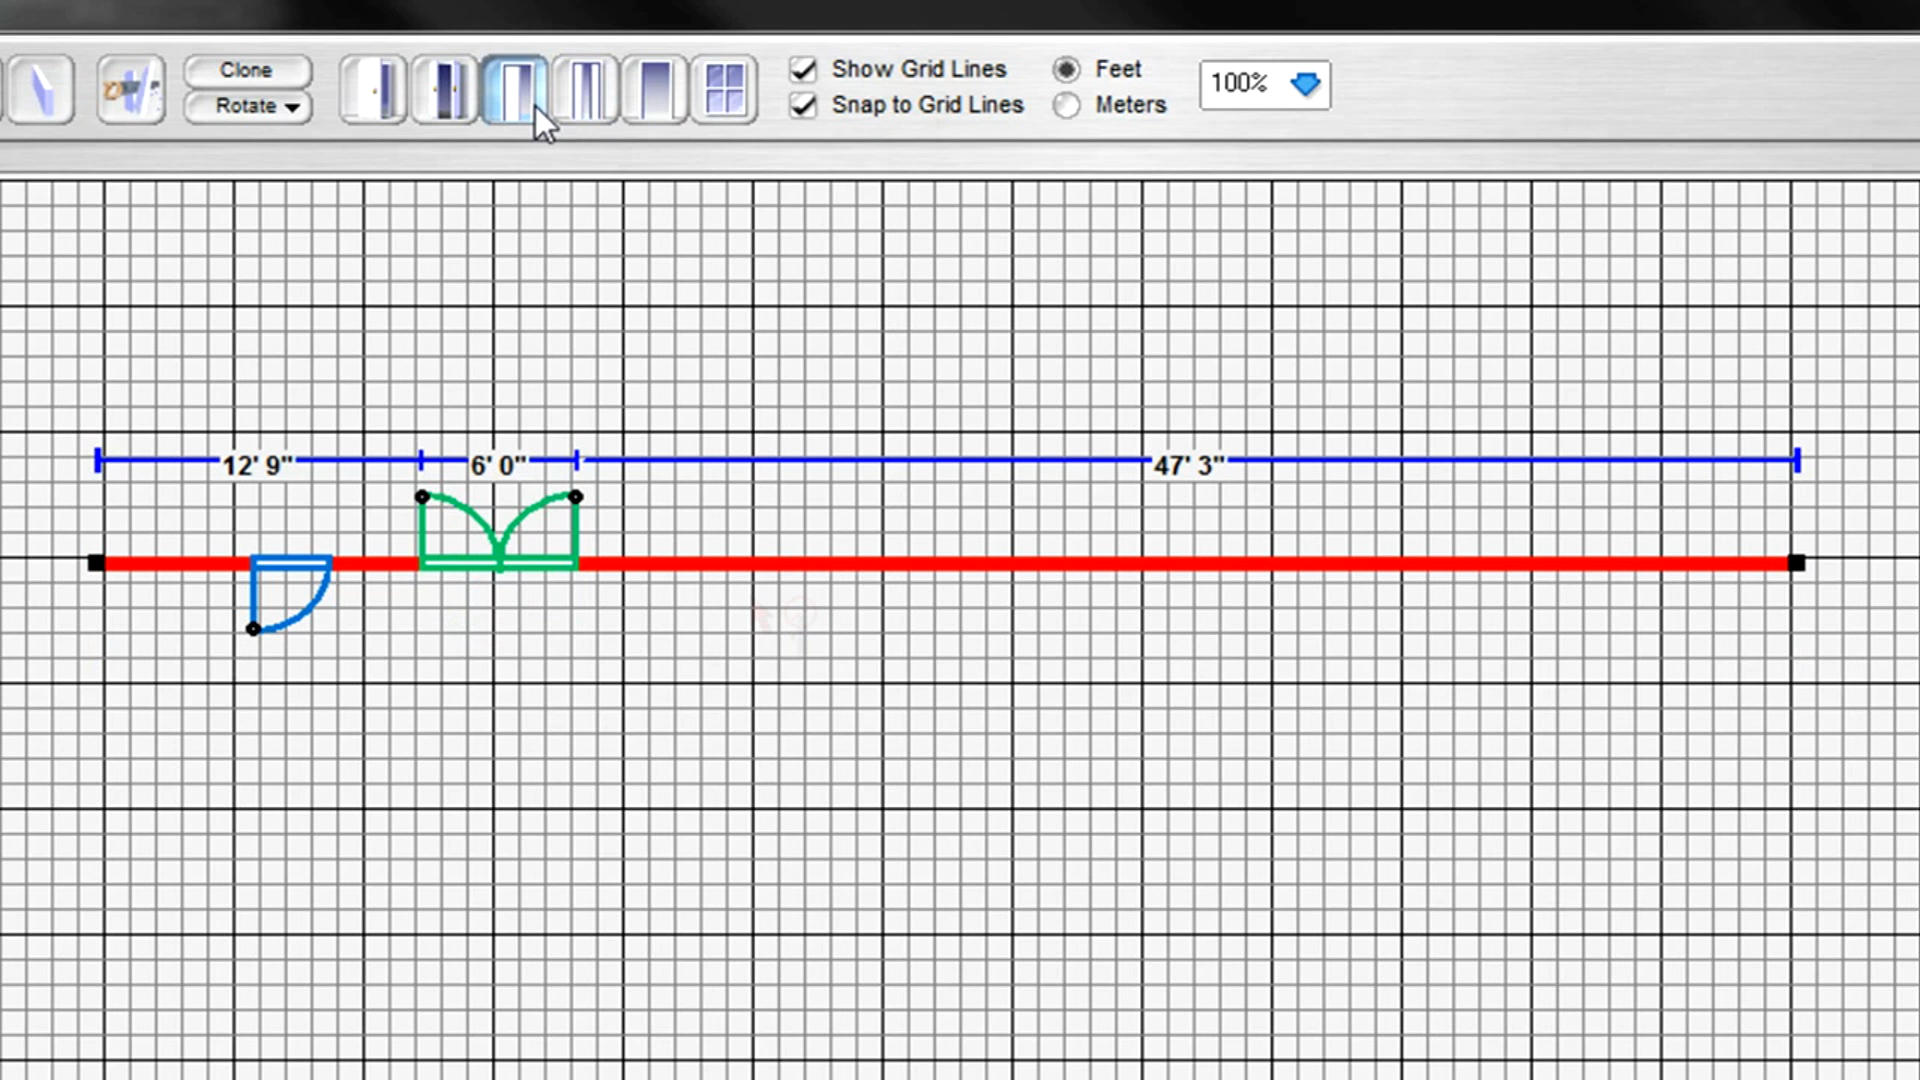 Clone
Rotate
Show Grid Lines
Snap to Grid Lines
Feet
Meters
100%
12' 9"
6' 0"
47' 3"